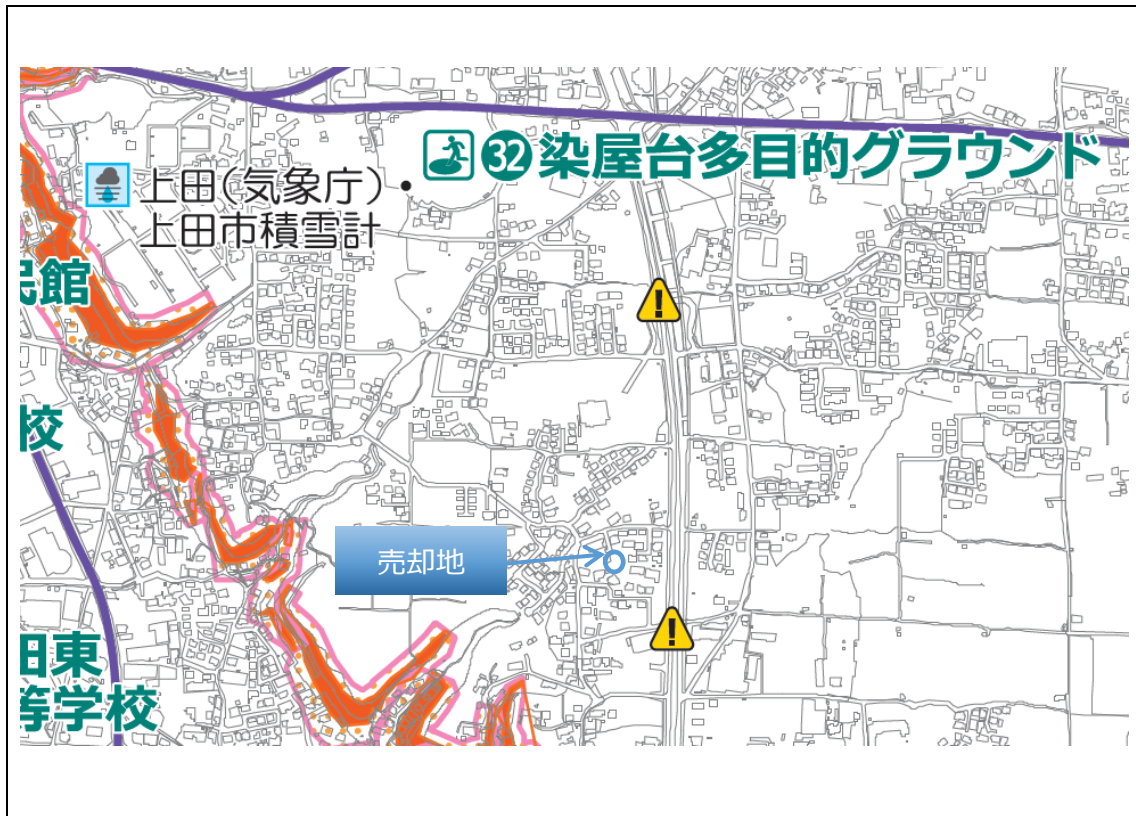 ㉜染屋台多目的グラウンド
上田(気象庁)
上田市積雪計
民館
校
売却地
田東
等学校